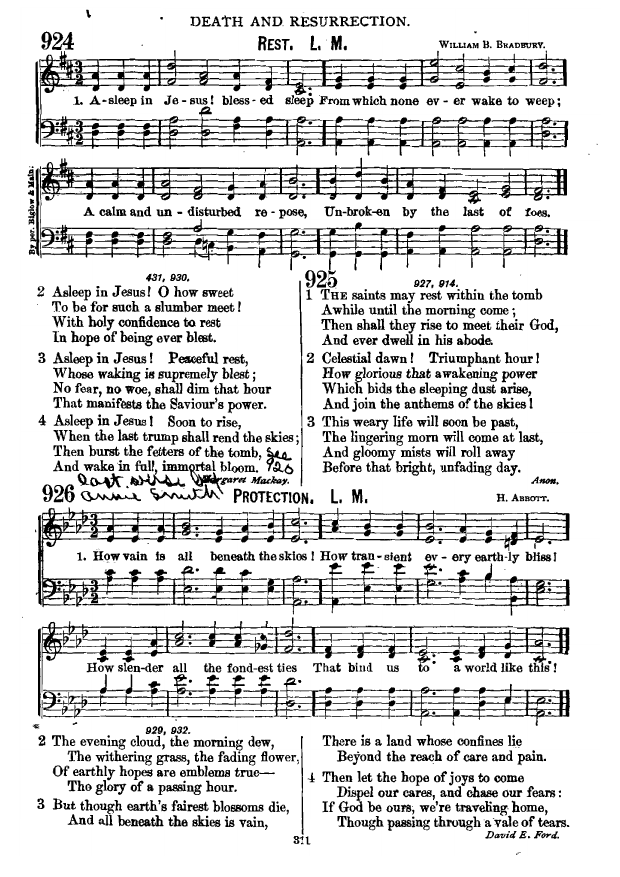 DEATH AND RESURRECTION.
924 REST. L. M. WILLIAM B. BRADBURY.
1. A-sleep in Je-sus! bless-ed sleep From which none ev-er wake to weep;
By per. Biglow & Main.
A calm and un-disturbed re-pose, Un-brok-en by the last of foes.
431, 930.
2 Asleep in Jesus! O how sweet
To be for such a slumber meet!
With holy confidence to rest
In hope of being ever blest.
3 Asleep in Jesus! Peaceful rest,
Whose waking is supremely blest;
No fear, no woe, shall dim that hour
That manifests the Saviour's power.
4 Asleep in Jesus! Soon to rise,
When the last trump shall rend the skies;
Then burst the fetters of the tomb, See
And wake in full, immortal bloom. 920
last verse by
Margaret Mackay.
Annie Smith
925 927, 914.
1 THE saints may rest within the tomb
Awhile until the morning come;
Then shall they rise to meet their God,
And ever dwell in his abode.
2 Celestial dawn! Triumphant hour!
How glorious that awakening power
Which bids the sleeping dust arise,
And join the anthems of the skies!
3 This weary life will soon be past,
The lingering morn will come at last,
And gloomy mists will roll away
Before that bright, unfading day.
Anon.
926 PROTECTION. L. M. H. ABBOTT.
1. How vain is all beneath the skies! How tran-sient ev-ery earth-ly bliss!
How slen-der all the fond-est ties That bind us to a world like this!
929, 932.
2 The evening cloud, the morning dew,
The withering grass, the fading flower,
Of earthly hopes are emblems true—
The glory of a passing hour.
3 But though earth's fairest blossoms die,
And all beneath the skies is vain,
There is a land whose confines lie
Beyond the reach of care and pain.
4 Then let the hope of joys to come
Dispel our cares, and chase our fears:
If God be ours, we're traveling home,
Though passing through a vale of tears.
David E. Ford.
311